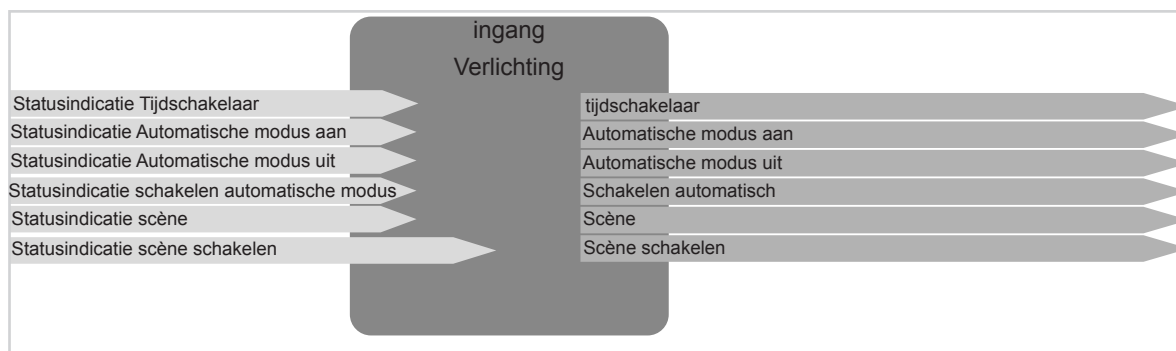 ingang
Verlichting
Statusindicatie Tijdschakelaar
Statusindicatie Automatische modus aan
Statusindicatie Automatische modus uit
Statusindicatie schakelen automatische modus
Statusindicatie scène
Statusindicatie scène schakelen
tijdschakelaar
Automatische modus aan
Automatische modus uit
Schakelen automatisch
Scène
Scène schakelen